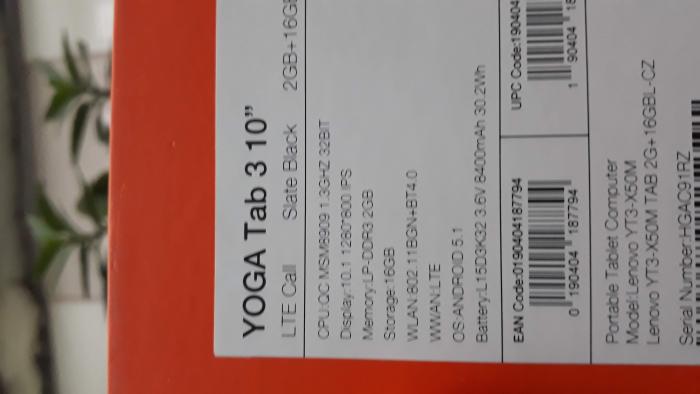 YOGA Tab 3 10”
LTE Call Slate Black 2GB+16GB
CPU:QC MSM8909 1.3GHZ 32BIT
Display:10.1 1280*800 IPS
Memory:LP-DDR3 2GB
Storage:16GB
WLAN:802.11BGN+BT4.0
WWAN:LTE
OS:ANDROID 5.1
Battery:L15D3K32 3.6V 8400mAh 30.2Wh
EAN Code:0190404187794
0 190404 187794
UPC Code:190404
1 90404 18
Portable Tablet Computer
Model:Lenovo YT3-X50M
Lenovo YT3-X50M TAB 2G+16GBL-CZ
Serial Number:HGAC91RZ